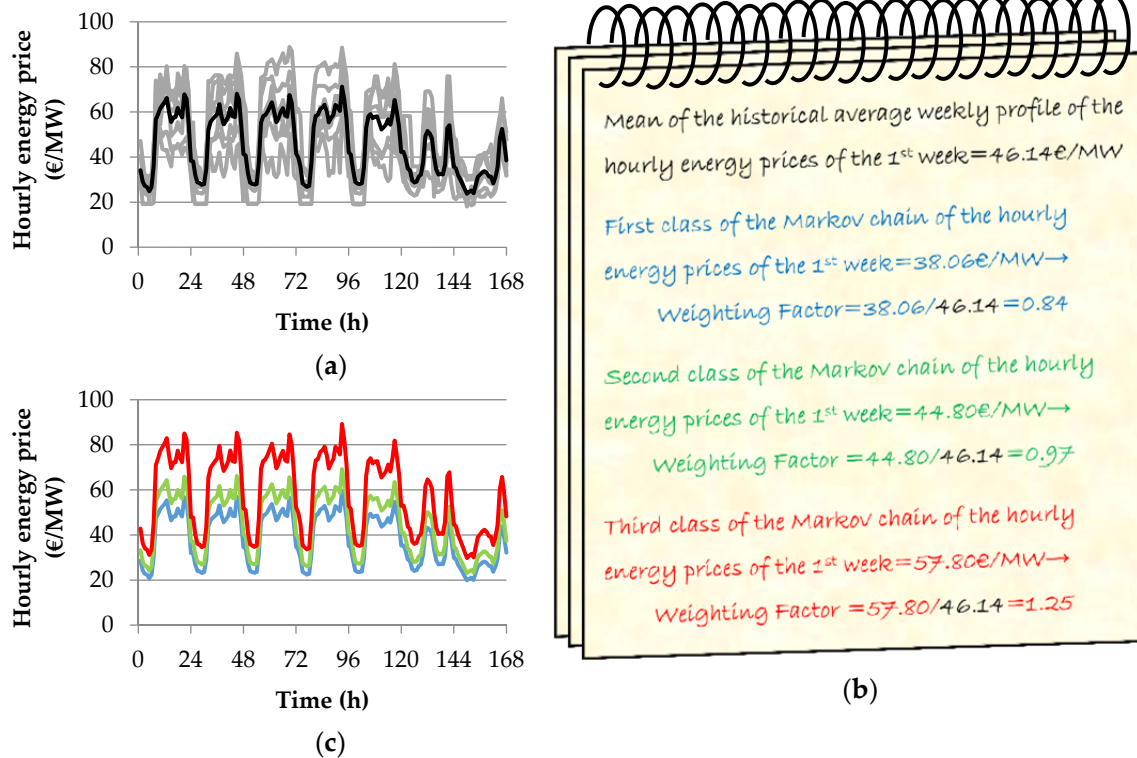 Hourly energy price
(€/MW)
100
80
60
40
20
0
0 24 48 72 96 120 144 168
Time (h)
(a)
Mean of the historical average weekly profile of the
hourly energy prices of the 1st week=46.14€/MW
First class of the Markov chain of the hourly
energy prices of the 1st week=38.06€/MW→
Weighting Factor=38.06/46.14=0.84
Second class of the Markov chain of the hourly
energy prices of the 1st week=44.80€/MW→
Weighting Factor =44.80/46.14=0.97
Third class of the Markov chain of the hourly
energy prices of the 1st week=57.80€/MW→
Weighting Factor =57.80/46.14=1.25
(b)
Hourly energy price
(€/MW)
100
80
60
40
20
0
0 24 48 72 96 120 144 168
Time (h)
(c)